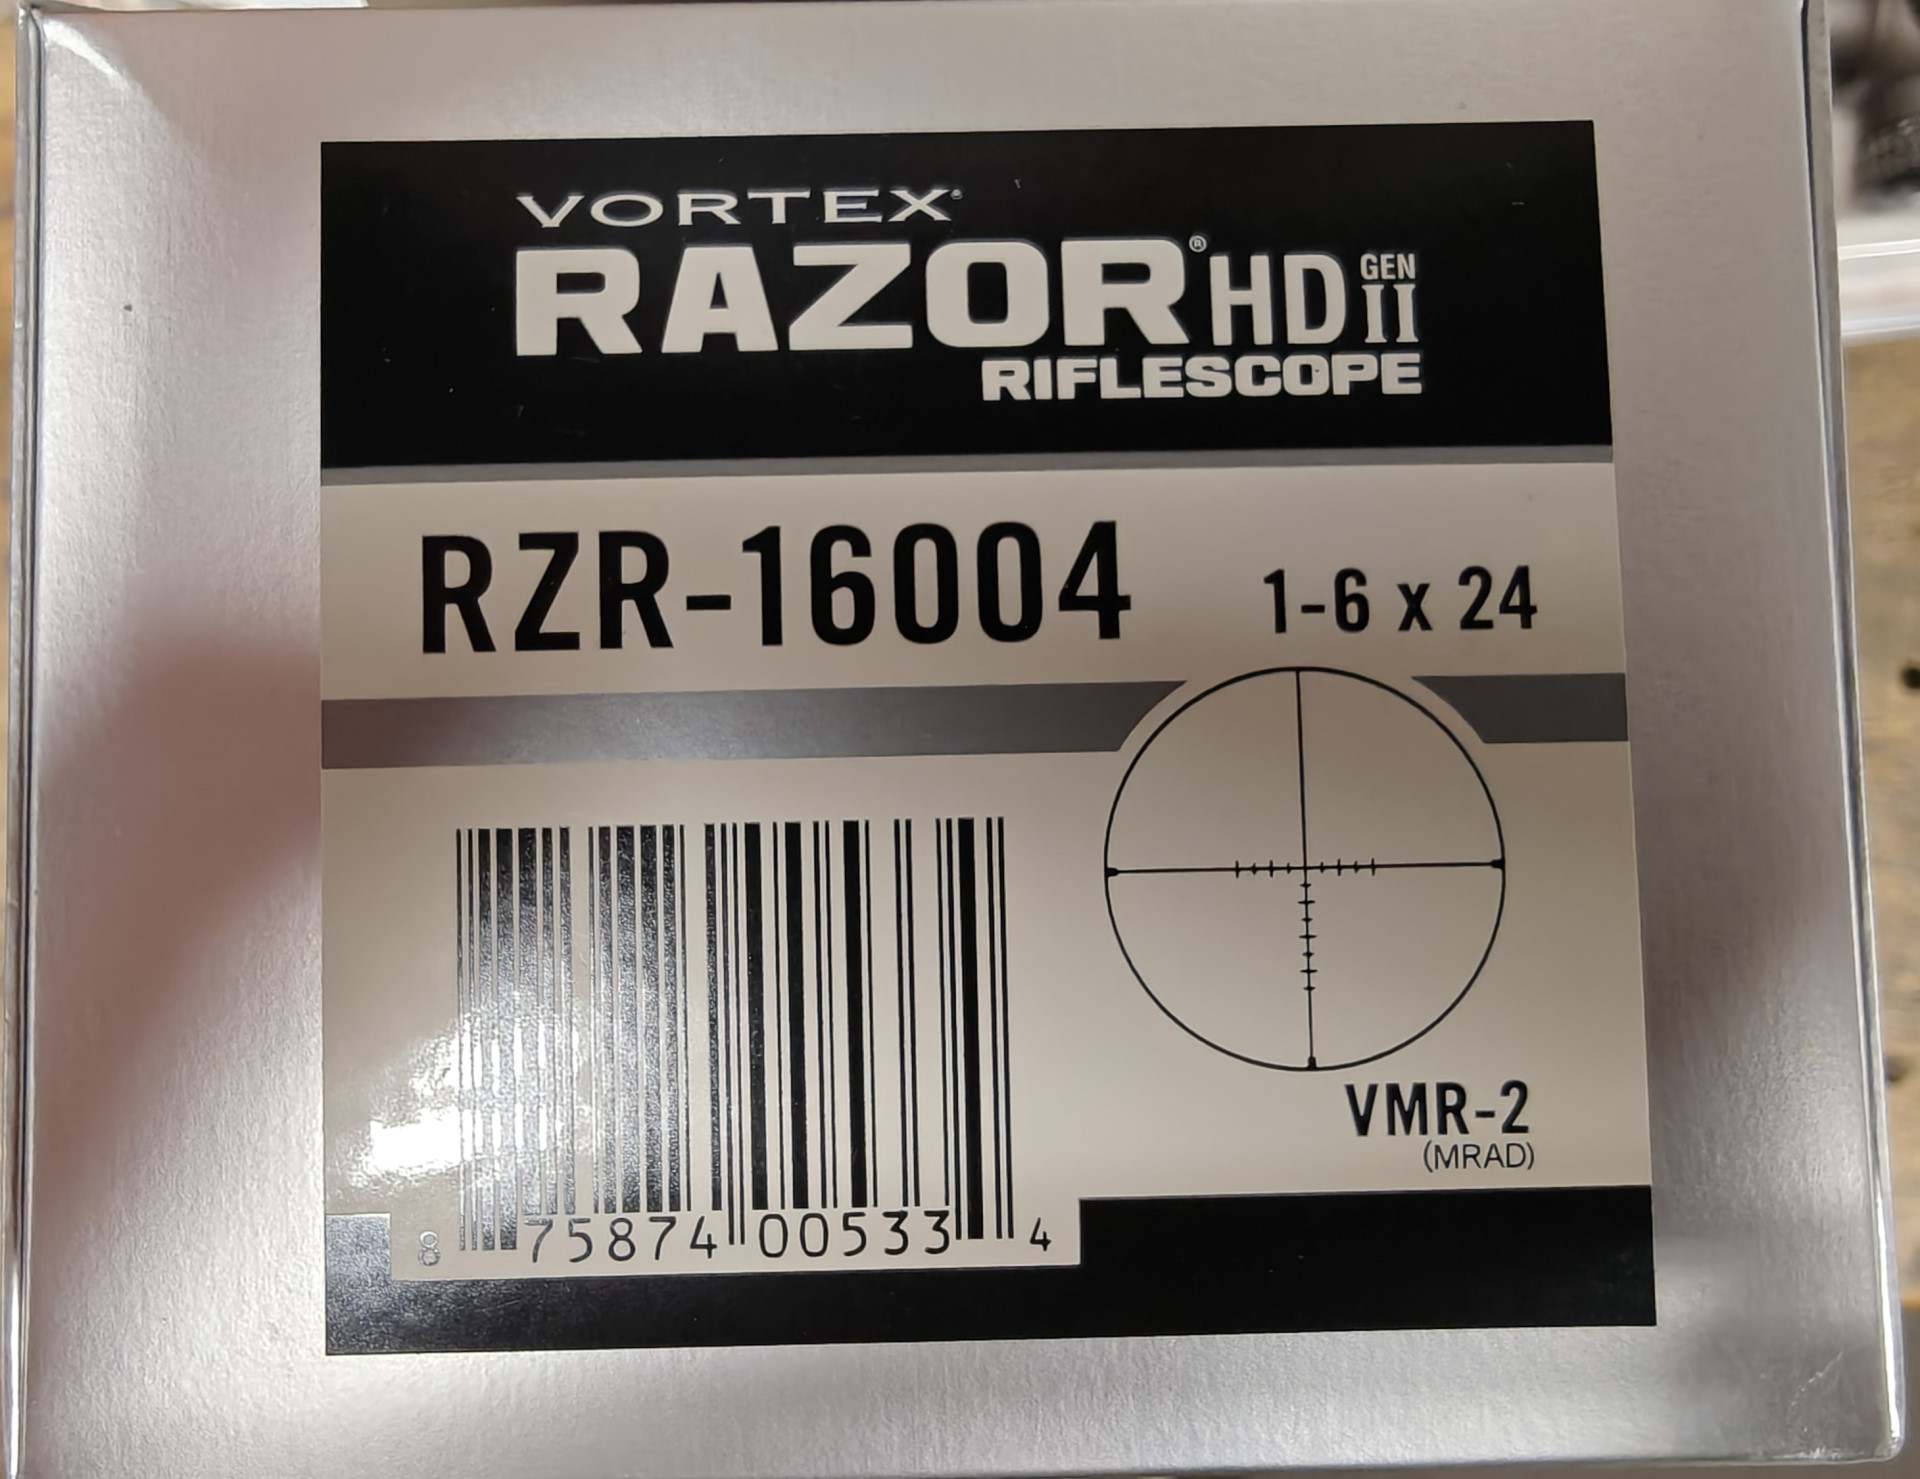 VORTEX®
RAZOR® HD GEN II
RIFLESCOPE
RZR-16004 1-6 x 24
VMR-2
(MRAD)
8 75874 00533 4